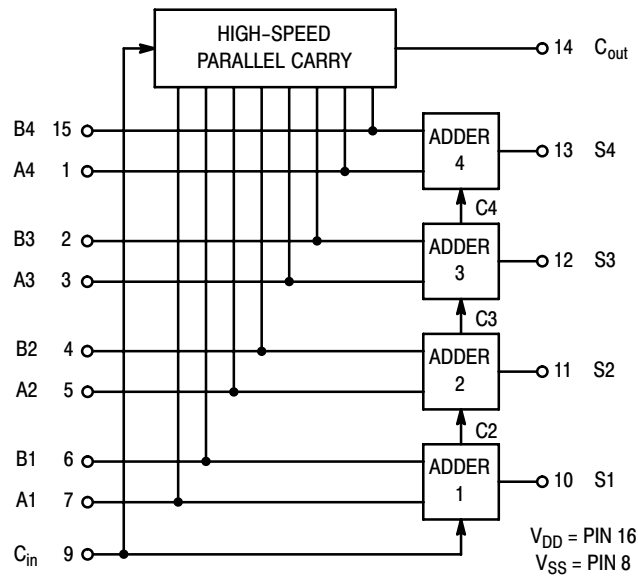 HIGH-SPEED
PARALLEL CARRY
14 Cout
B4 15
ADDER
4
13 S4
A4 1
C4
B3 2
ADDER
3
12 S3
A3 3
C3
B2 4
ADDER
2
11 S2
A2 5
C2
B1 6
ADDER
1
10 S1
A1 7
Cin 9
VDD = PIN 16
VSS = PIN 8